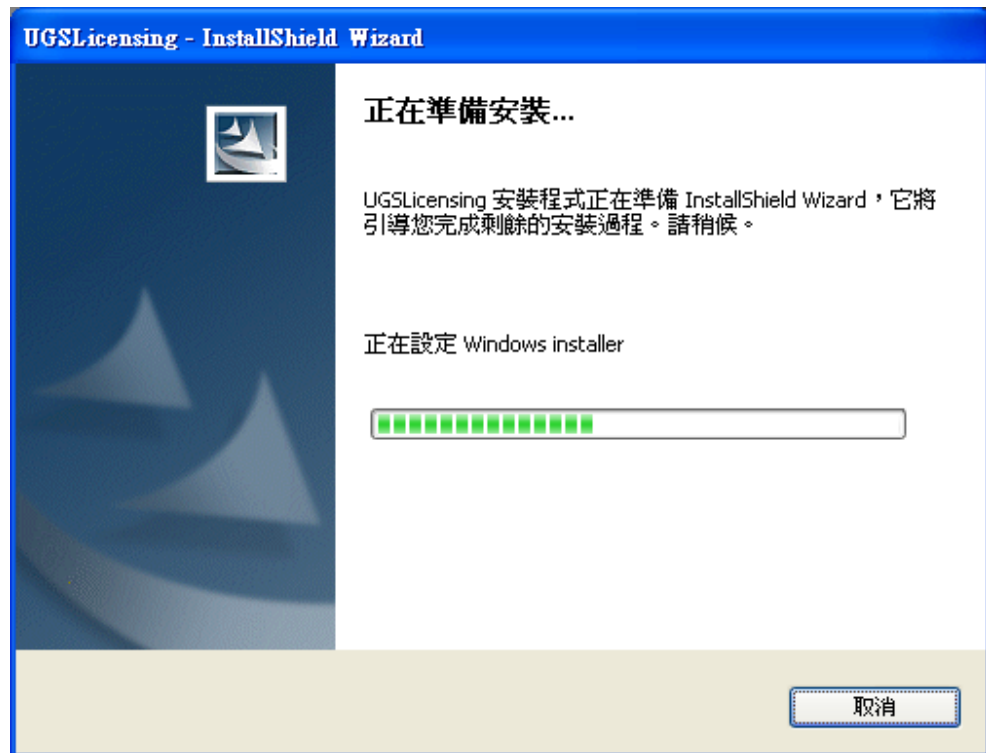 UGSLicensing - InstallShield Wizard
正在準備安裝...
UGSLicensing 安裝程式正在準備 InstallShield Wizard，它將
引導您完成剩餘的安裝過程。請稍候。
正在設定 Windows installer
取消